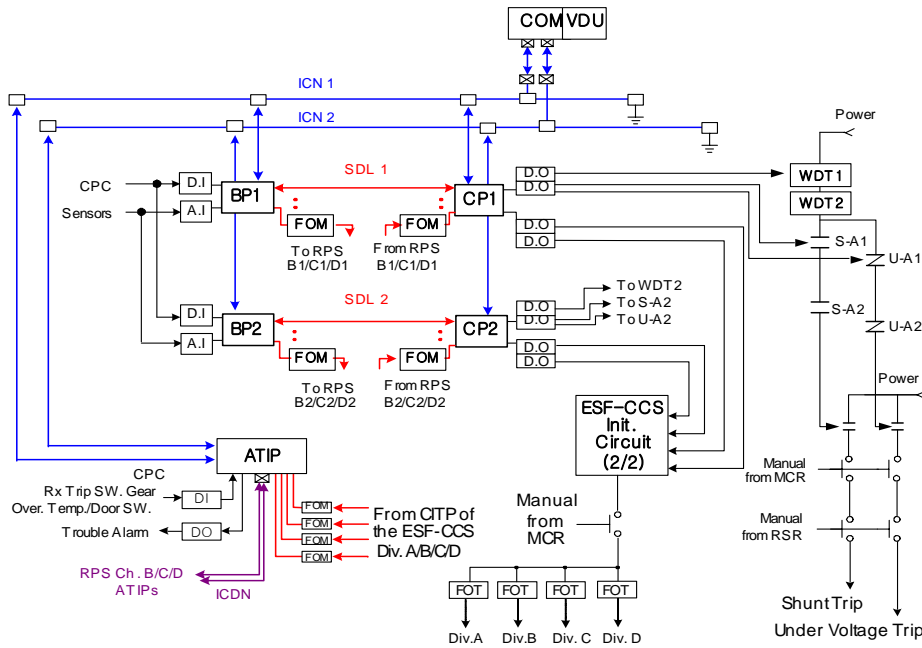 COM VDU
ICN 1
ICN 2
Power
SDL 1
CPC
Sensors
D.I
A.I
BP1
CP1
D.O
D.O
D.O
D.O
WDT1
WDT2
S-A1
U-A1
FOM
FOM
To RPS
B1/C1/D1
From RPS
B1/C1/D1
SDL 2
D.I
A.I
BP2
CP2
D.O
D.O
D.O
D.O
To WDT2
To S-A2
To U-A2
S-A2
U-A2
FOM
FOM
To RPS
B2/C2/D2
From RPS
B2/C2/D2
Power
ESF-CCS
Init.
Circuit
(2/2)
ATIP
CPC
Rx Trip SW. Gear
Over. Temp./Door SW.
DI
Trouble Alarm
DO
FOM
FOM
FOM
FOM
From CITP of
the ESF-CCS
Div. A/B/C/D
Manual
from
MCR
Manual
from MCR
Manual
from RSR
RPS Ch. B/C/D
ATIPs
ICDN
FOT
FOT
FOT
FOT
Div.A
Div.B
Div. C
Div. D
Shunt Trip
Under Voltage Trip